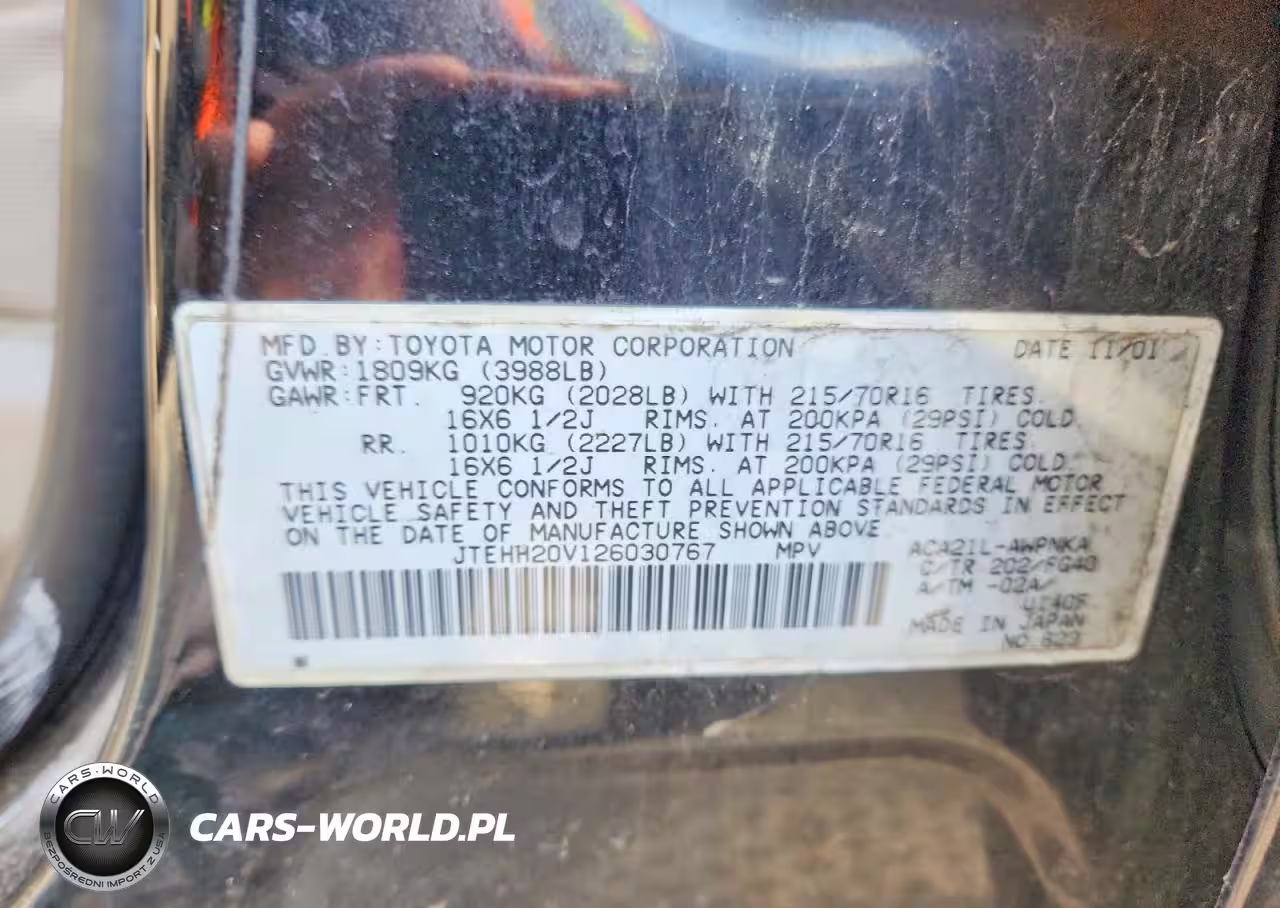 MFD.BY:TOYOTA MOTOR CORPORATION DATE 11/01
GVWR:1809KG (3988LB)
GAWR:FRT. 920KG (2028LB) WITH 215/70R16 TIRES.
16X6 1/2J RIMS. AT 200KPA (29PSI) COLD.
RR. 1010KG (2227LB) WITH 215/70R16 TIRES.
16X6 1/2J RIMS. AT 200KPA (29PSI) COLD.
THIS VEHICLE CONFORMS TO ALL APPLICABLE FEDERAL MOTOR
VEHICLE SAFETY AND THEFT PREVENTION STANDARDS IN EFFECT
ON THE DATE OF MANUFACTURE SHOWN ABOVE.
JTEHH20V126030767 MPV ACA21L-AWPNKA
C/TR 202/FG40
A/TM -02A/
MADE IN JAPAN
CARS-WORLD
CW
BEZPOŚREDNI IMPORT Z USA
CARS-WORLD.PL